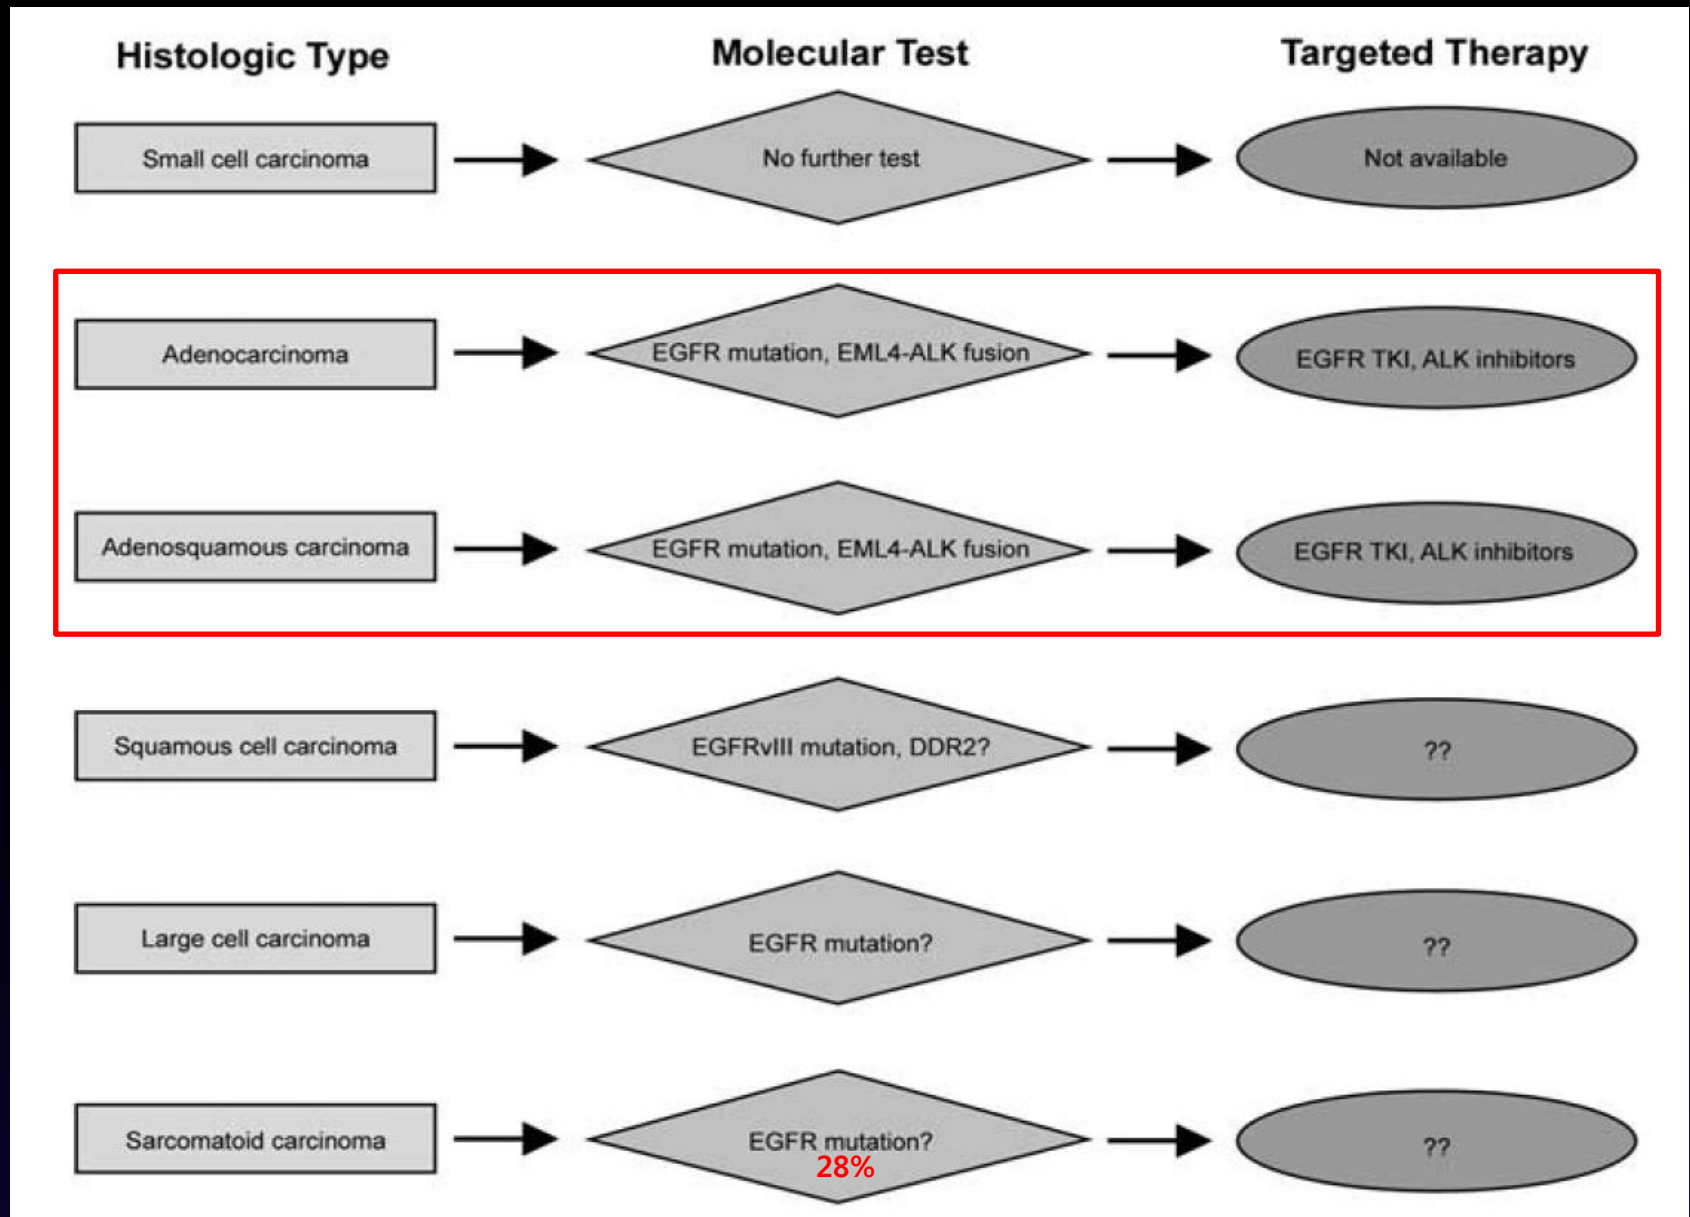 Histologic Type Molecular Test Targeted Therapy
Small cell carcinoma No further test Not available
Adenocarcinoma EGFR mutation, EML4-ALK fusion EGFR TKI, ALK inhibitors
Adenosquamous carcinoma EGFR mutation, EML4-ALK fusion EGFR TKI, ALK inhibitors
Squamous cell carcinoma EGFRvIII mutation, DDR2? ??
Large cell carcinoma EGFR mutation? ??
Sarcomatoid carcinoma EGFR mutation? ??
28%